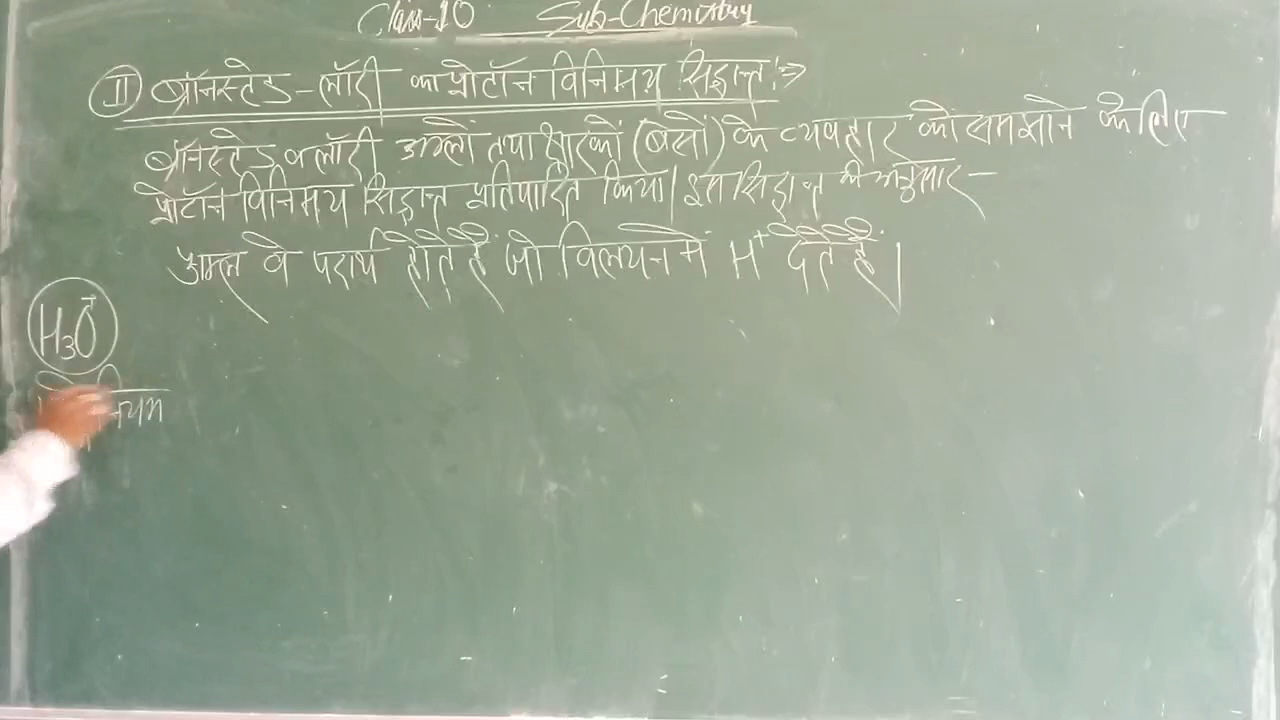 Class-10 Sub-Chemistry
II ब्रॉनस्टेड-लॉरी का प्रोटॉन विनिमय सिद्धान्त :⇒
ब्रॉनस्टेड व लॉरी अम्लों तथा क्षारकों (बेसों) के व्यवहार को समझाने के लिए
प्रोटॉन विनिमय सिद्धान्त प्रतिपादित किया। इस सिद्धान्त के अनुसार-
अम्ल वे पदार्थ होते हैं जो विलयन में H⁺ देते हैं।
H₃O⁺